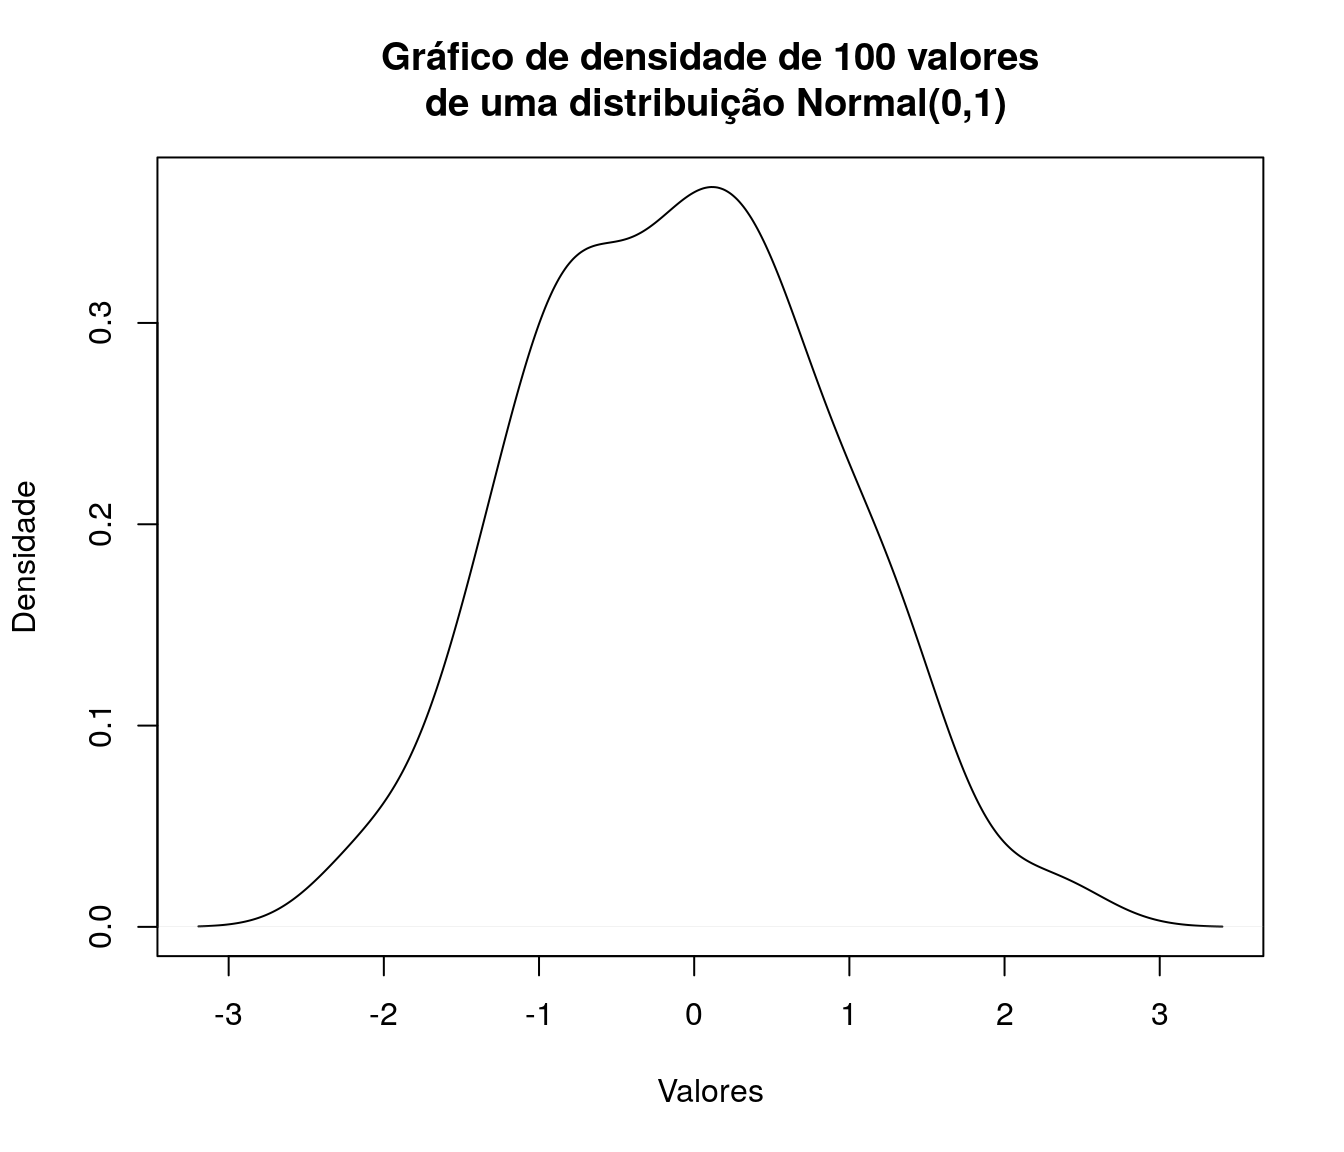 Gráfico de densidade de 100 valores
de uma distribuição Normal(0,1)
Densidade
0.3
0.2
0.1
0.0
-3 -2 -1 0 1 2 3
Valores